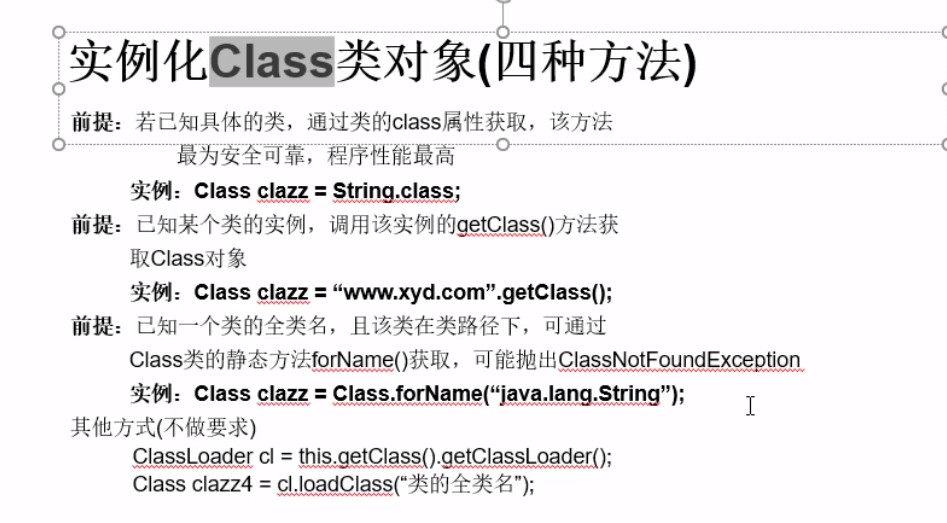 实例化Class类对象(四种方法)
前提：若已知具体的类，通过类的class属性获取，该方法
最为安全可靠，程序性能最高
实例：Class clazz = String.class;
前提：已知某个类的实例，调用该实例的getClass()方法获
取Class对象
实例：Class clazz = “www.xyd.com”.getClass();
前提：已知一个类的全类名，且该类在类路径下，可通过
Class类的静态方法forName()获取，可能抛出ClassNotFoundException
实例：Class clazz = Class.forName(“java.lang.String”);
其他方式(不做要求)
ClassLoader cl = this.getClass().getClassLoader();
Class clazz4 = cl.loadClass(“类的全类名”);